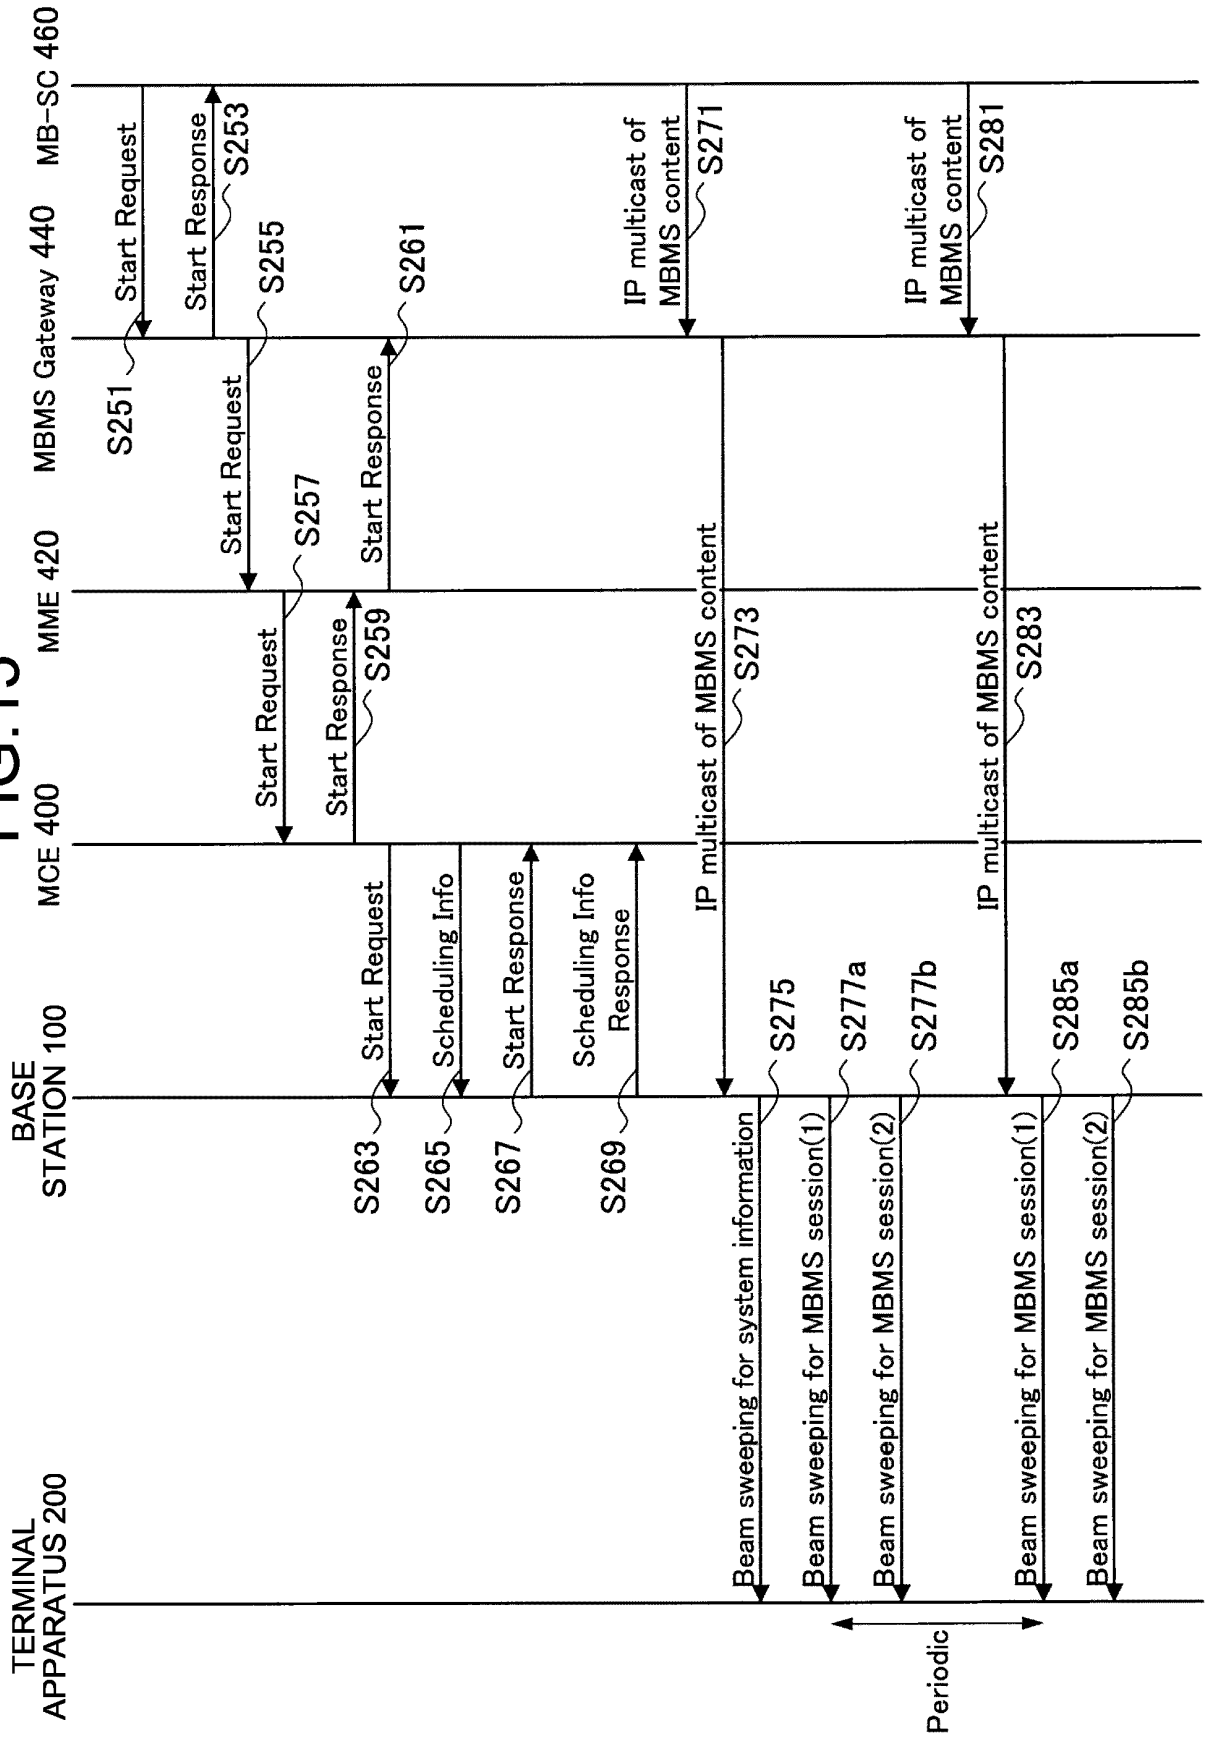 TERMINAL
APPARATUS 200
BASE
STATION 100
MCE 400
MME 420
MBMS Gateway 440
MB-SC 460
Start Request
S251
Start Response
S253
Start Request
S255
Start Request
S257
Start Response
S259
Start Response
S261
Start Request
S263
Scheduling Info
S265
Start Response
S267
Scheduling Info
Response
S269
IP multicast of
MBMS content
S271
IP multicast of MBMS content
S273
Beam sweeping for system information
S275
Beam sweeping for MBMS session(1)
S277a
Beam sweeping for MBMS session(2)
S277b
IP multicast of
MBMS content
S281
IP multicast of MBMS content
S283
Beam sweeping for MBMS session(1)
S285a
Beam sweeping for MBMS session(2)
S285b
Periodic